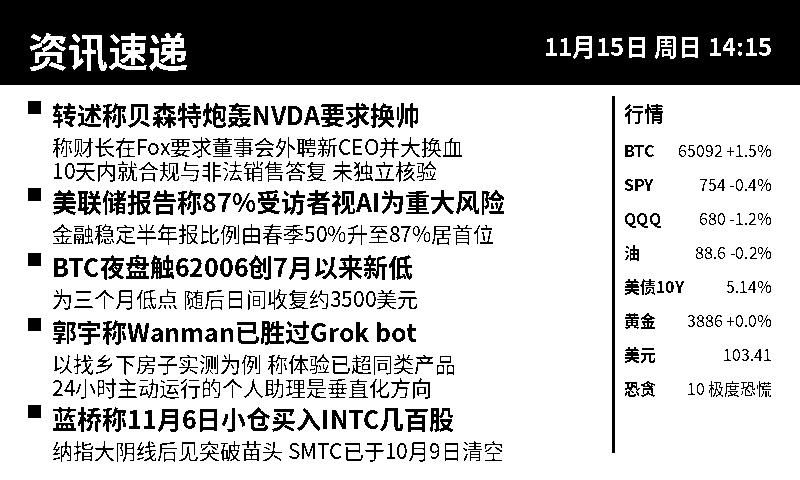 资讯速递
11月15日 周日 14:15
转述称贝森特炮轰NVDA要求换帅
称财长在Fox要求董事会外聘新CEO并大换血
10天内就合规与非法销售答复 未独立核验
美联储报告称87%受访者视AI为重大风险
金融稳定半年报比例由春季50%升至87%居首位
BTC夜盘触62006创7月以来新低
为三个月低点 随后日间收复约3500美元
郭宇称Wanman已胜过Grok bot
以找乡下房子实测为例 称体验已超同类产品
24小时主动运行的个人助理是垂直化方向
蓝桥称11月6日小仓买入INTC几百股
纳指大阴线后见突破苗头 SMTC已于10月9日清空
行情
BTC 65092 +1.5%
SPY 754 -0.4%
QQQ 680 -1.2%
油 88.6 -0.2%
美债10Y 5.14%
黄金 3886 +0.0%
美元 103.41
恐贪 10 极度恐慌